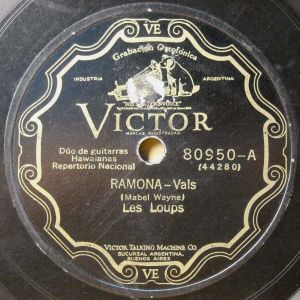 VE
Grabación Ortofónica
INDUSTRIA ARGENTINA
"HIS MASTER'S VOICE"
VICTOR
MARCAS REGISTRADAS
Dúo de guitarras
Hawaianas
Repertorio Nacional
80950-A
(44280)
RAMONA-Vals
(Mabel Wayne)
Les Loups
VICTOR TALKING MACHINE CO
SUCURSAL ARGENTINA,
BUENOS AIRES
VE